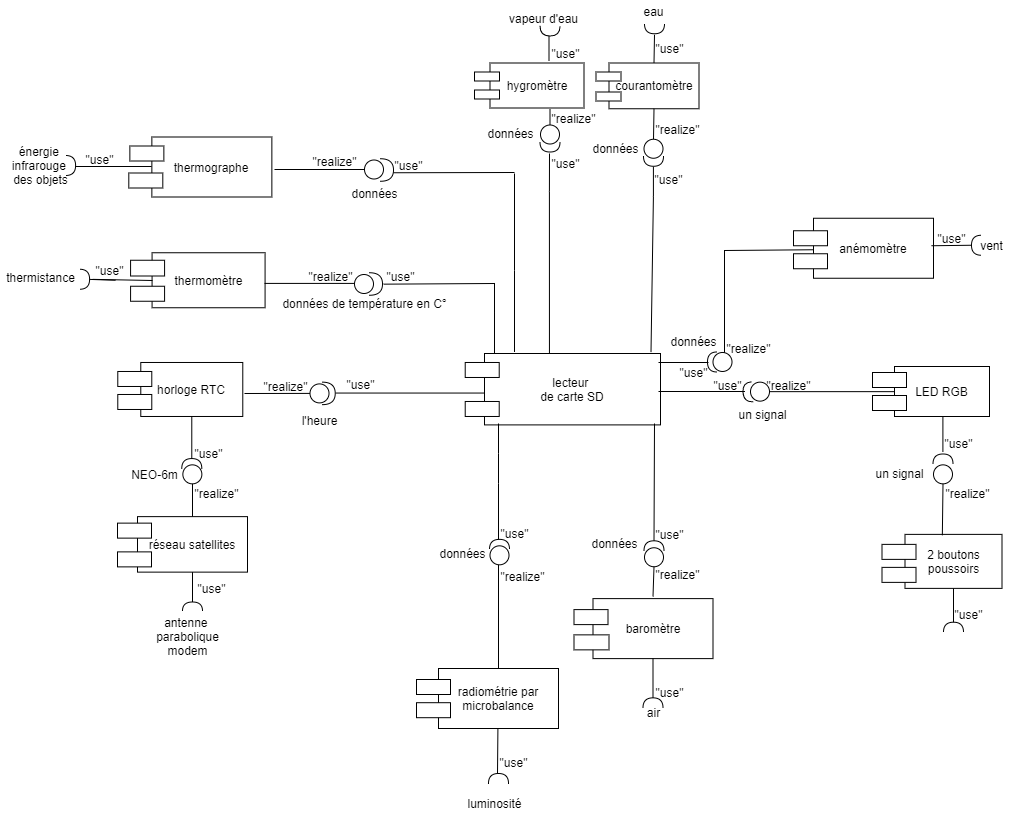 vapeur d'eau
eau
"use"
"use"
hygromètre
courantomètre
"realize"
"realize"
données
données
"use"
"use"
énergie
infrarouge
des objets
"use"
thermographe
"realize"
"use"
données
anémomètre
"use"
vent
thermistance
"use"
thermomètre
"realize"
"use"
données de température en C°
données
"realize"
"use"
horloge RTC
"realize"
"use"
l'heure
lecteur
de carte SD
"use"
"realize"
un signal
LED RGB
"use"
NEO-6m
"realize"
"use"
un signal
"realize"
réseau satellites
"use"
antenne
parabolique
modem
"use"
données
"realize"
"use"
données
"realize"
2 boutons
poussoirs
"use"
baromètre
"use"
air
radiométrie par
microbalance
"use"
luminosité